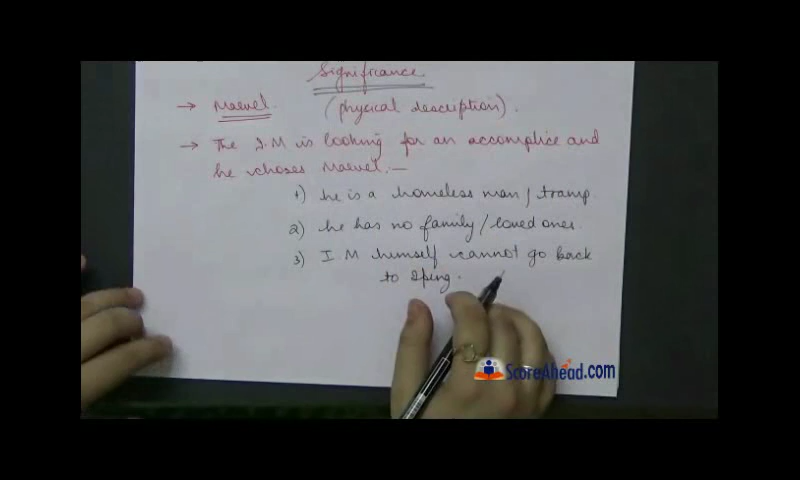 Significance
→ Marvel. (physical description).
→ The I.M is looking for an accomplice and
he choses Marvel.—
1) he is a homeless man/tramp.
2) he has no family/loved ones.
3) I.M himself cannot go back
to Iping.
ScoreAhead.com